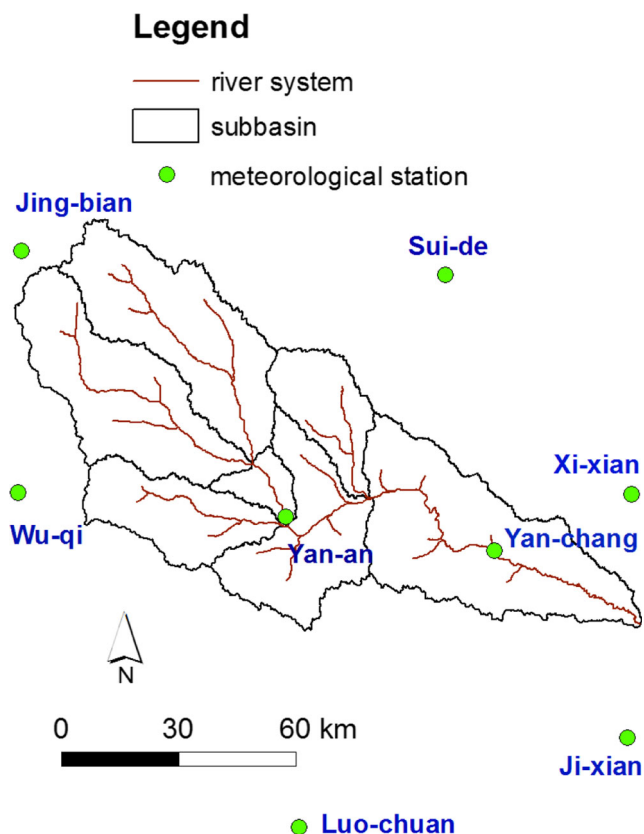 Legend
river system
subbasin
meteorological station
Jing-bian
Sui-de
Xi-xian
Wu-qi
Yan-an
Yan-chang
N
0 30 60 km
Ji-xian
Luo-chuan